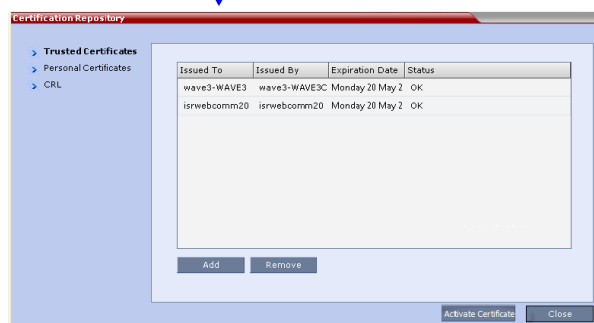 Certification Repository
Trusted Certificates
Personal Certificates
CRL
Issued To Issued By Expiration Date Status
wave3-WAVE3 wave3-WAVE3C Monday 20 May 2 OK
isrwebcomm20 isrwebcomm20 Monday 20 May 2 OK
Add Remove
Activate Certificate Close